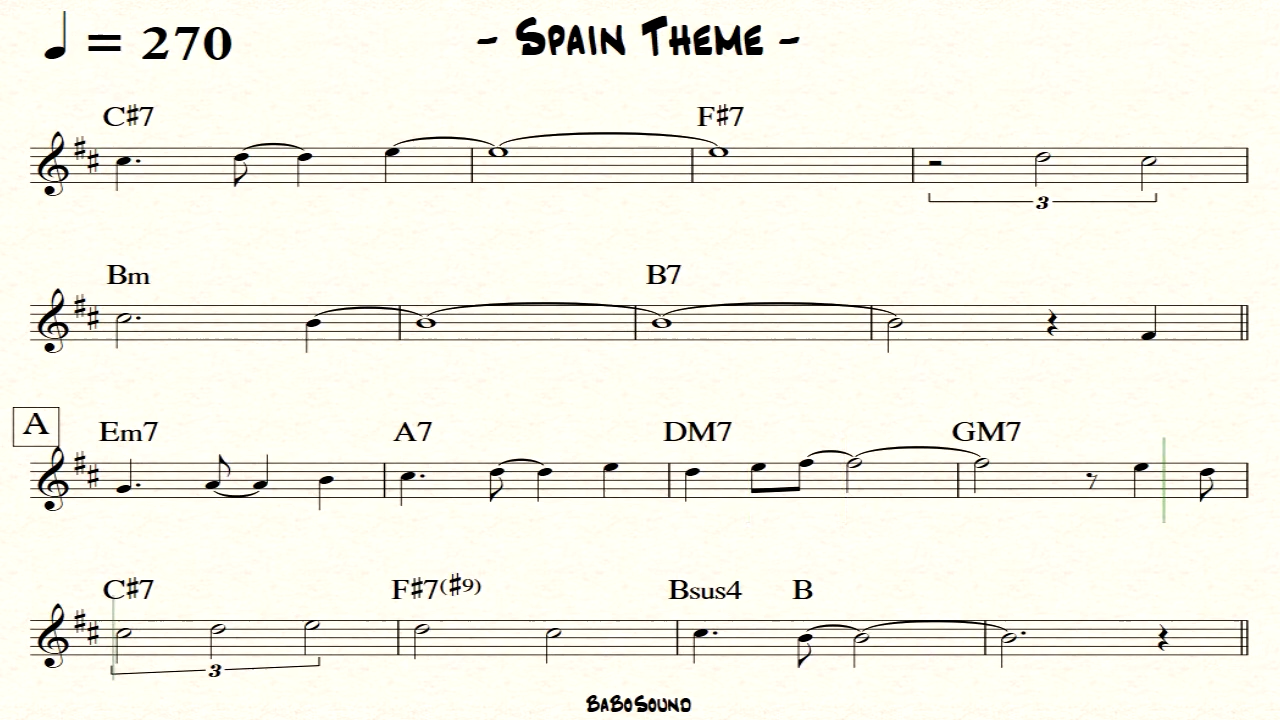 ♩ = 270
- SPAIN THEME -
C♯7 F♯7
3
Bm B7
A
Em7 A7 DM7 GM7
C♯7 F♯7(♯9) Bsus4 B
3
BABOSOUND